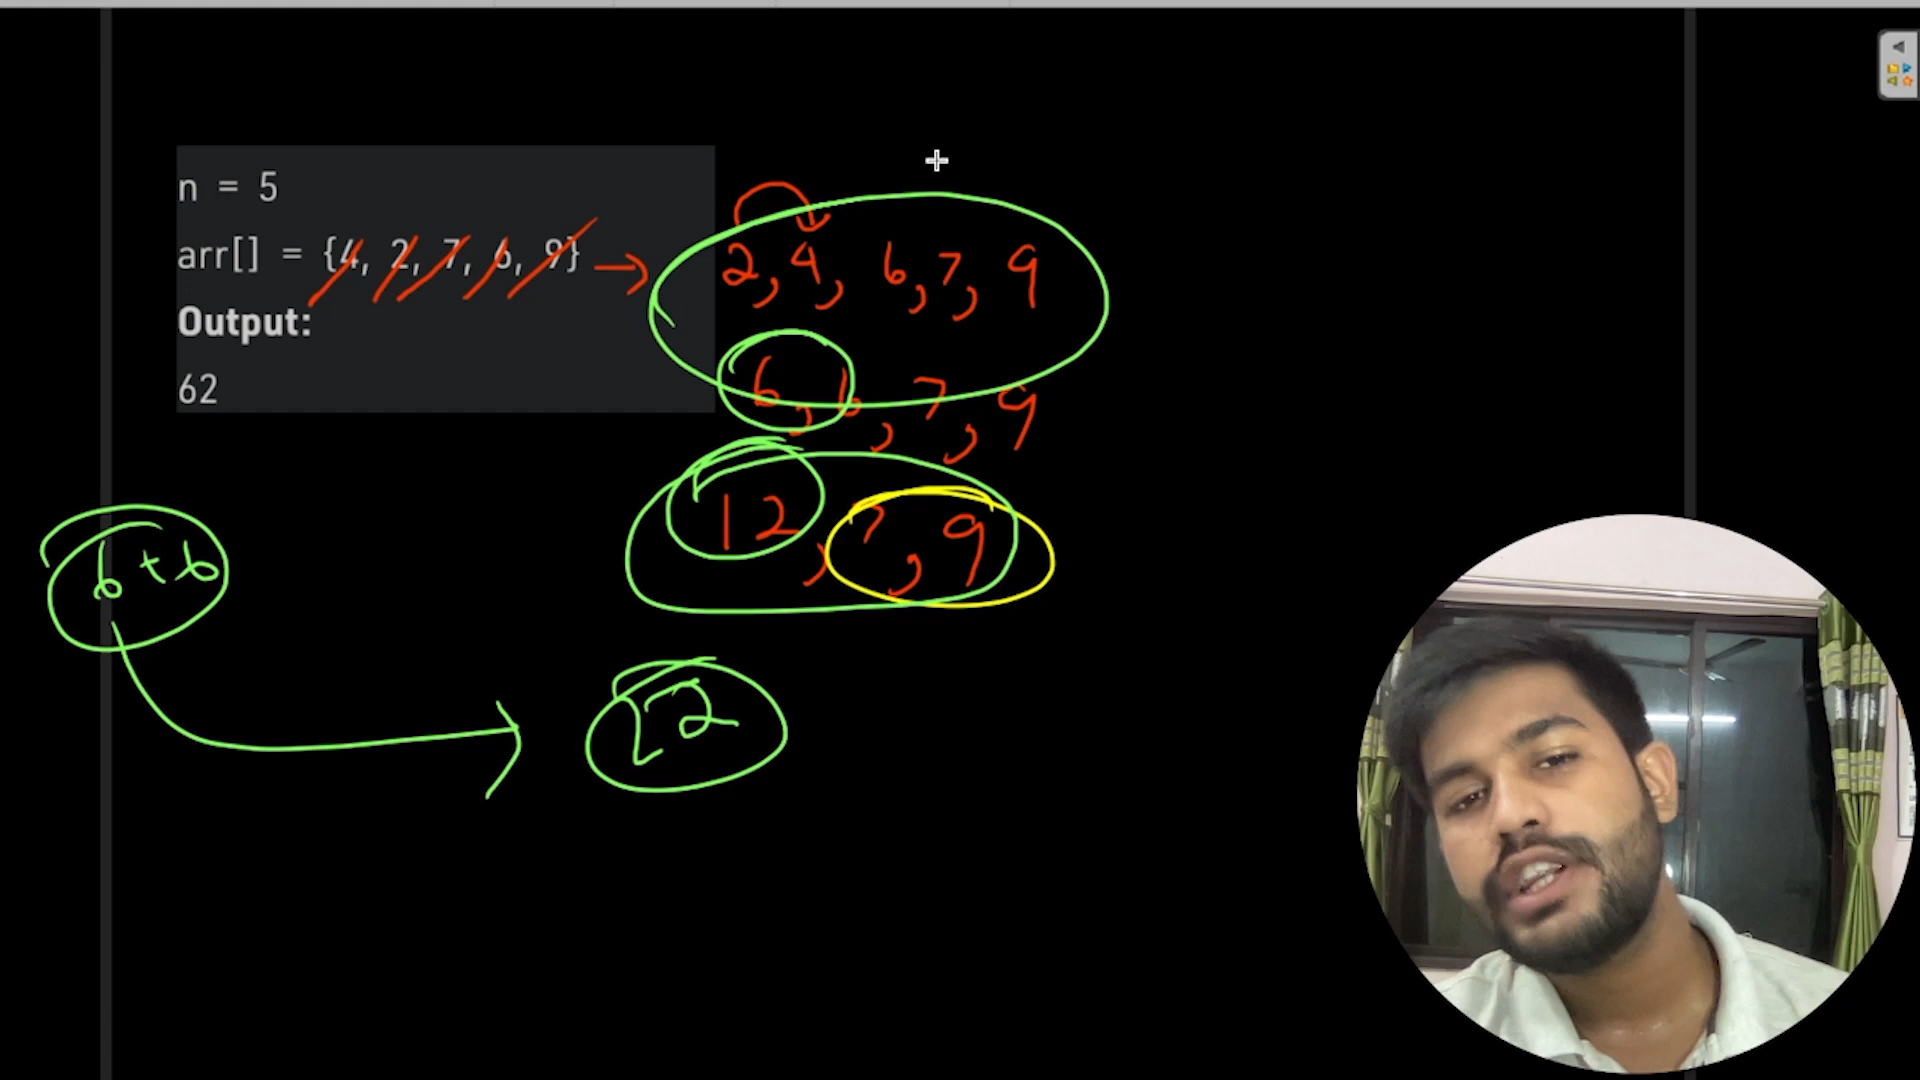 n = 5
arr[] = {4, 2, 7, 6, 9}
Output:
62
2, 4, 6, 7, 9
6, 6, 7, 9
12, 7, 9
6+6